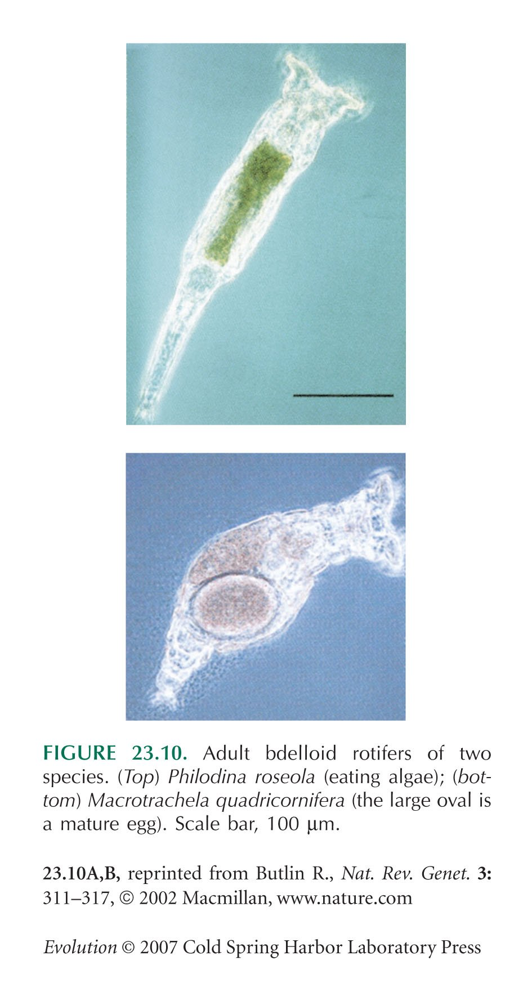 FIGURE 23.10. Adult bdelloid rotifers of two
species. (Top) Philodina roseola (eating algae); (bot-
tom) Macrotrachela quadricornifera (the large oval is
a mature egg). Scale bar, 100 μm.
23.10A,B, reprinted from Butlin R., Nat. Rev. Genet. 3:
311–317, © 2002 Macmillan, www.nature.com
Evolution © 2007 Cold Spring Harbor Laboratory Press